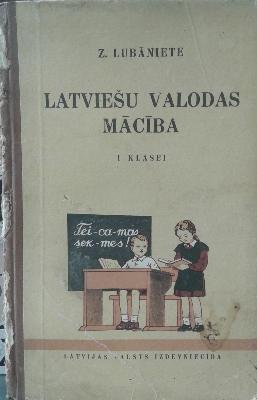 Z. LUBĀNIETE
LATVIEŠU VALODAS
MĀCĪBA
I KLASEI
Tei-ca-mas
sek-mes!
LATVIJAS VALSTS IZDEVNIECĪBA